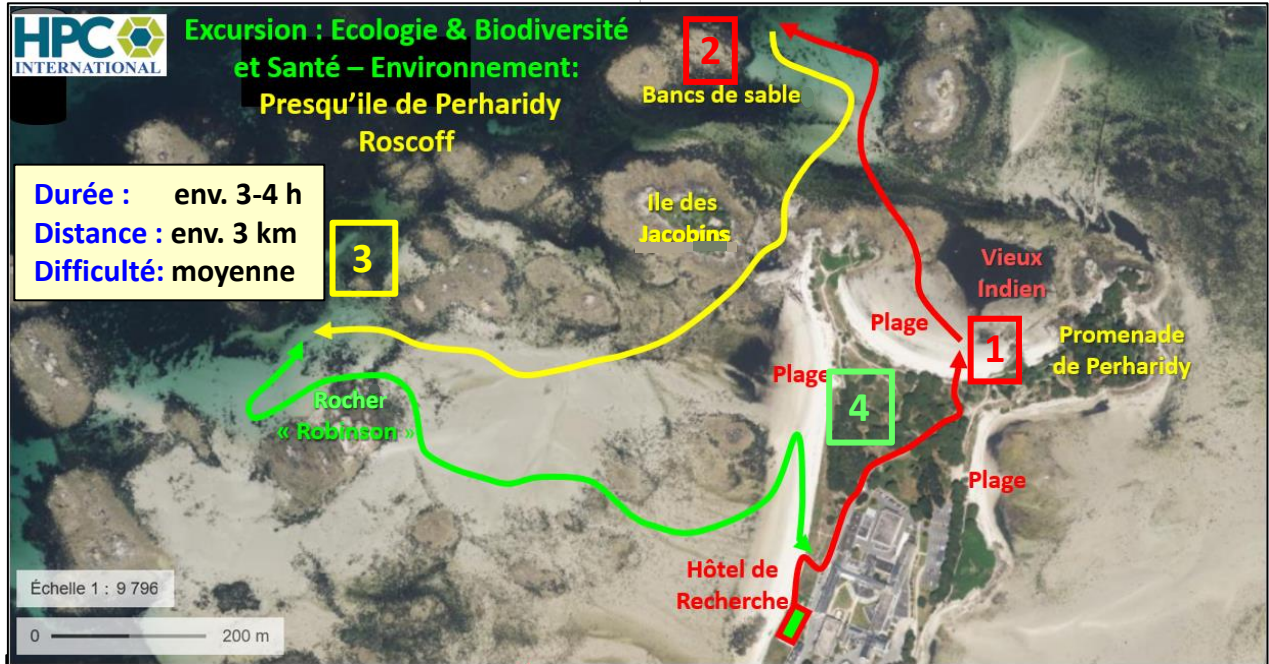 HPC
INTERNATIONAL
Excursion : Ecologie & Biodiversité
et Santé – Environnement:
Presqu'ile de Perharidy
Roscoff
Durée : env. 3-4 h
Distance : env. 3 km
Difficulté: moyenne
2
Bancs de sable
Ile des
Jacobins
3
Vieux
Indien
Plage
1
Promenade
de Perharidy
Plage
4
Rocher
« Robinson »
Plage
Hôtel de
Recherche
Échelle 1 : 9 796
0 200 m